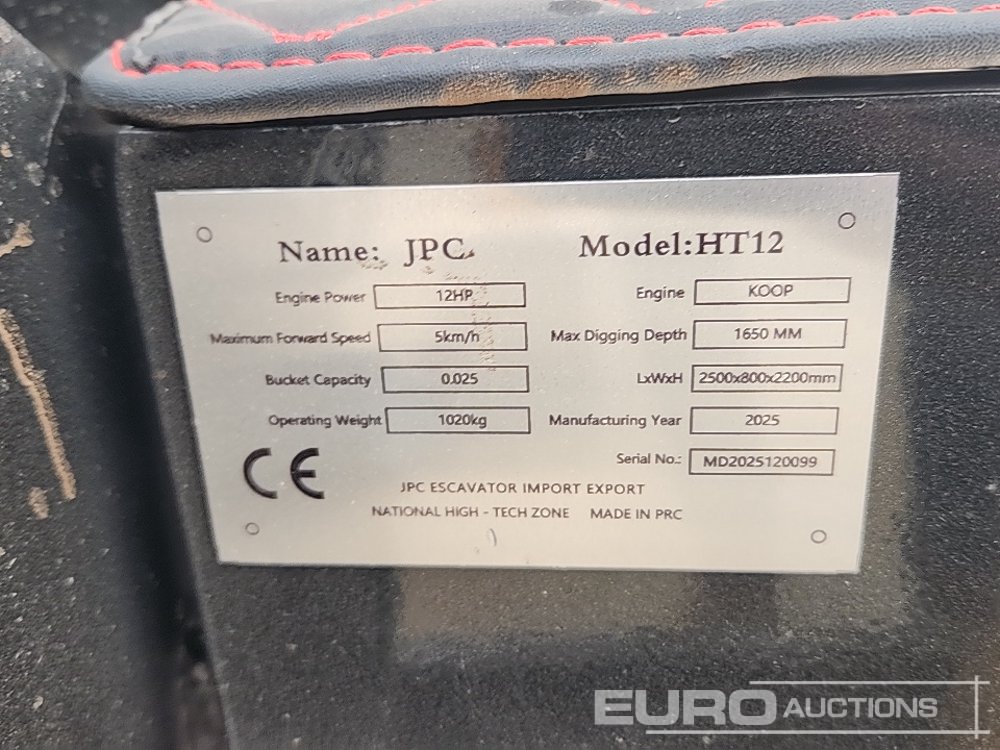 Name: JPC Model:HT12
Engine Power 12HP Engine KOOP
Maximum Forward Speed 5km/h Max Digging Depth 1650 MM
Bucket Capacity 0.025 LxWxH 2500x800x2200mm
Operating Weight 1020kg Manufacturing Year 2025
Serial No.: MD2025120099
CE
JPC ESCAVATOR IMPORT EXPORT
NATIONAL HIGH - TECH ZONE MADE IN PRC
EURO AUCTIONS